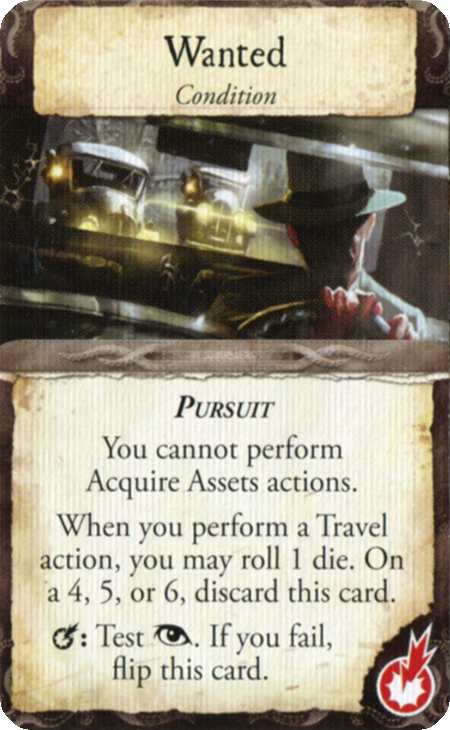 Wanted
Condition
PURSUIT
You cannot perform
Acquire Assets actions.
When you perform a Travel
action, you may roll 1 die. On
a 4, 5, or 6, discard this card.
: Test . If you fail,
flip this card.